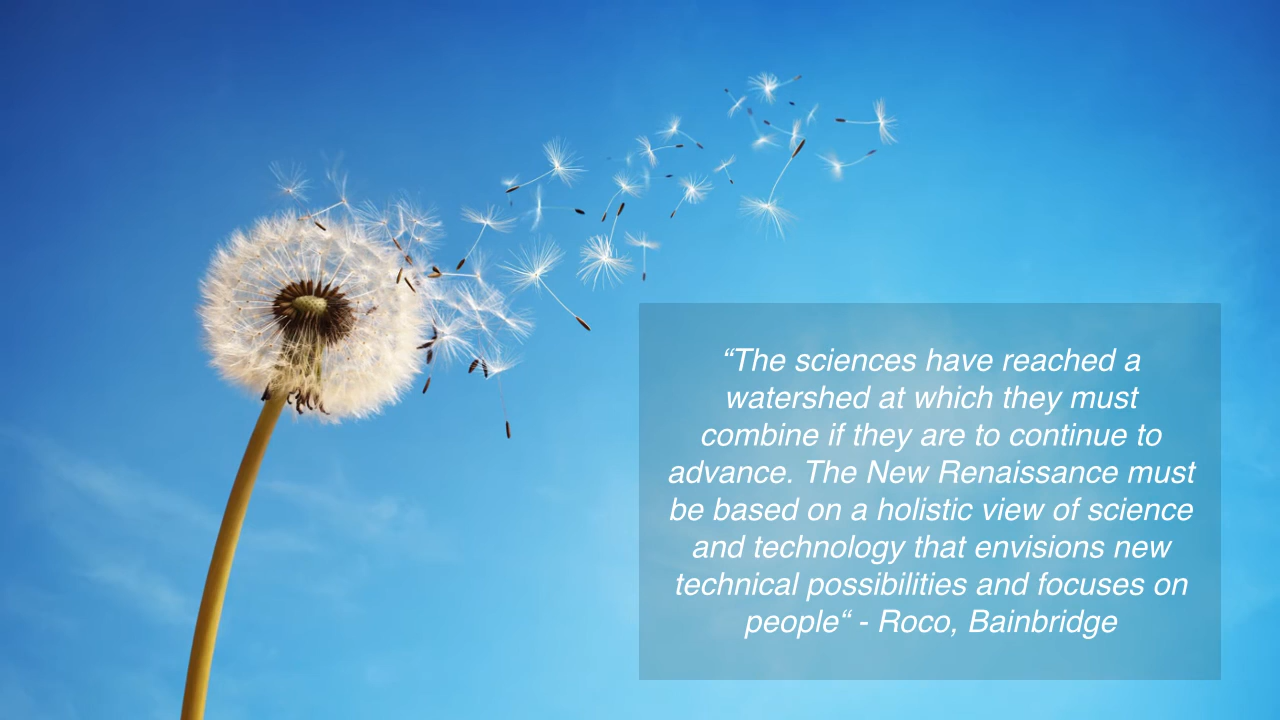 “The sciences have reached a
watershed at which they must
combine if they are to continue to
advance. The New Renaissance must
be based on a holistic view of science
and technology that envisions new
technical possibilities and focuses on
people“ - Roco, Bainbridge